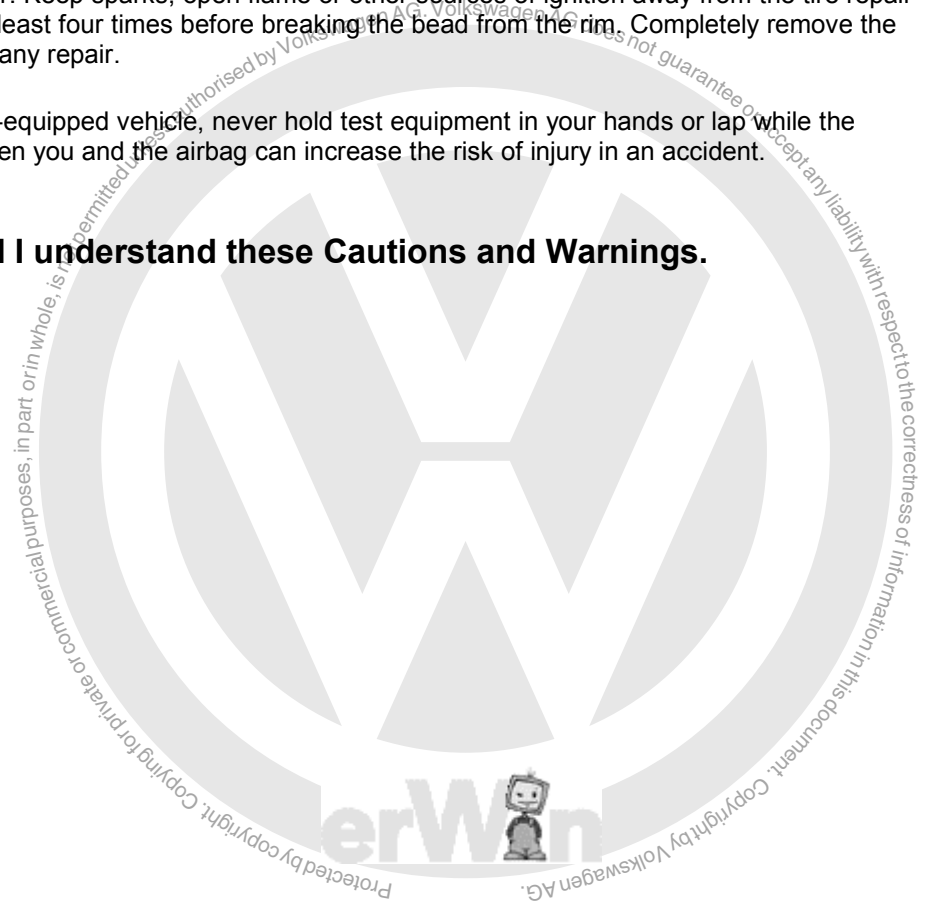 r. Keep sparks, open flame or other sources of ignition away from the tire repair
least four times before breaking the bead from the rim. Completely remove the
any repair.
-equipped vehicle, never hold test equipment in your hands or lap while the
en you and the airbag can increase the risk of injury in an accident.
I understand these Cautions and Warnings.
Protected by copyright. Copying for private or commercial purposes, in part or in whole, is not permitted unless authorised by Volkswagen AG. Volkswagen AG does not guarantee or accept any liability with respect to the correctness of information in this document. Copyright by Volkswagen AG.
erWin